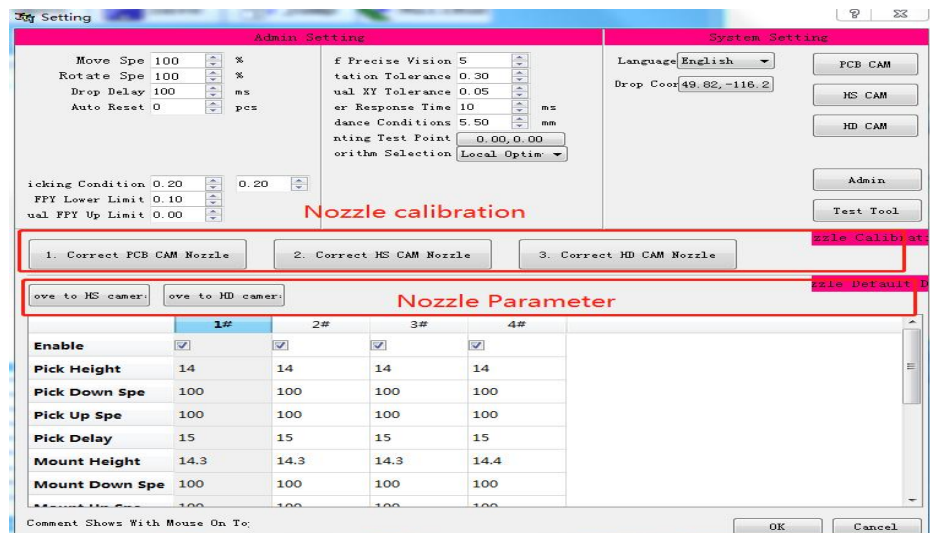 Setting
Admin Setting
System Setting
Move Spe 100 %
Rotate Spe 100 %
Drop Delay 100 ms
Auto Reset 0 pcs
icking Condition 0.20 0.20
FPY Lower Limit 0.10
ual FPY Up Limit 0.00
f Precise Vision 5
tation Tolerance 0.30
ual XY Tolerance 0.05
er Response Time 10 ms
dance Conditions 5.50 mm
nting Test Point 0.00,0.00
orithm Selection Local Optim
Language English
Drop Coor 49.82,-116.2
PCB CAM
HS CAM
HD CAM
Admin
Test Tool
Nozzle calibration
zzle Calibrat
1. Correct PCB CAM Nozzle 2. Correct HS CAM Nozzle 3. Correct HD CAM Nozzle
zzle Default D
ove to HS camer ove to HD camer
Nozzle Parameter
1# 2# 3# 4#
Enable
Pick Height 14 14 14 14
Pick Down Spe 100 100 100 100
Pick Up Spe 100 100 100 100
Pick Delay 15 15 15 15
Mount Height 14.3 14.3 14.3 14.4
Mount Down Spe 100 100 100 100
Mount Up Spe 100 100 100 100
Comment Shows With Mouse On To;
OK Cancel